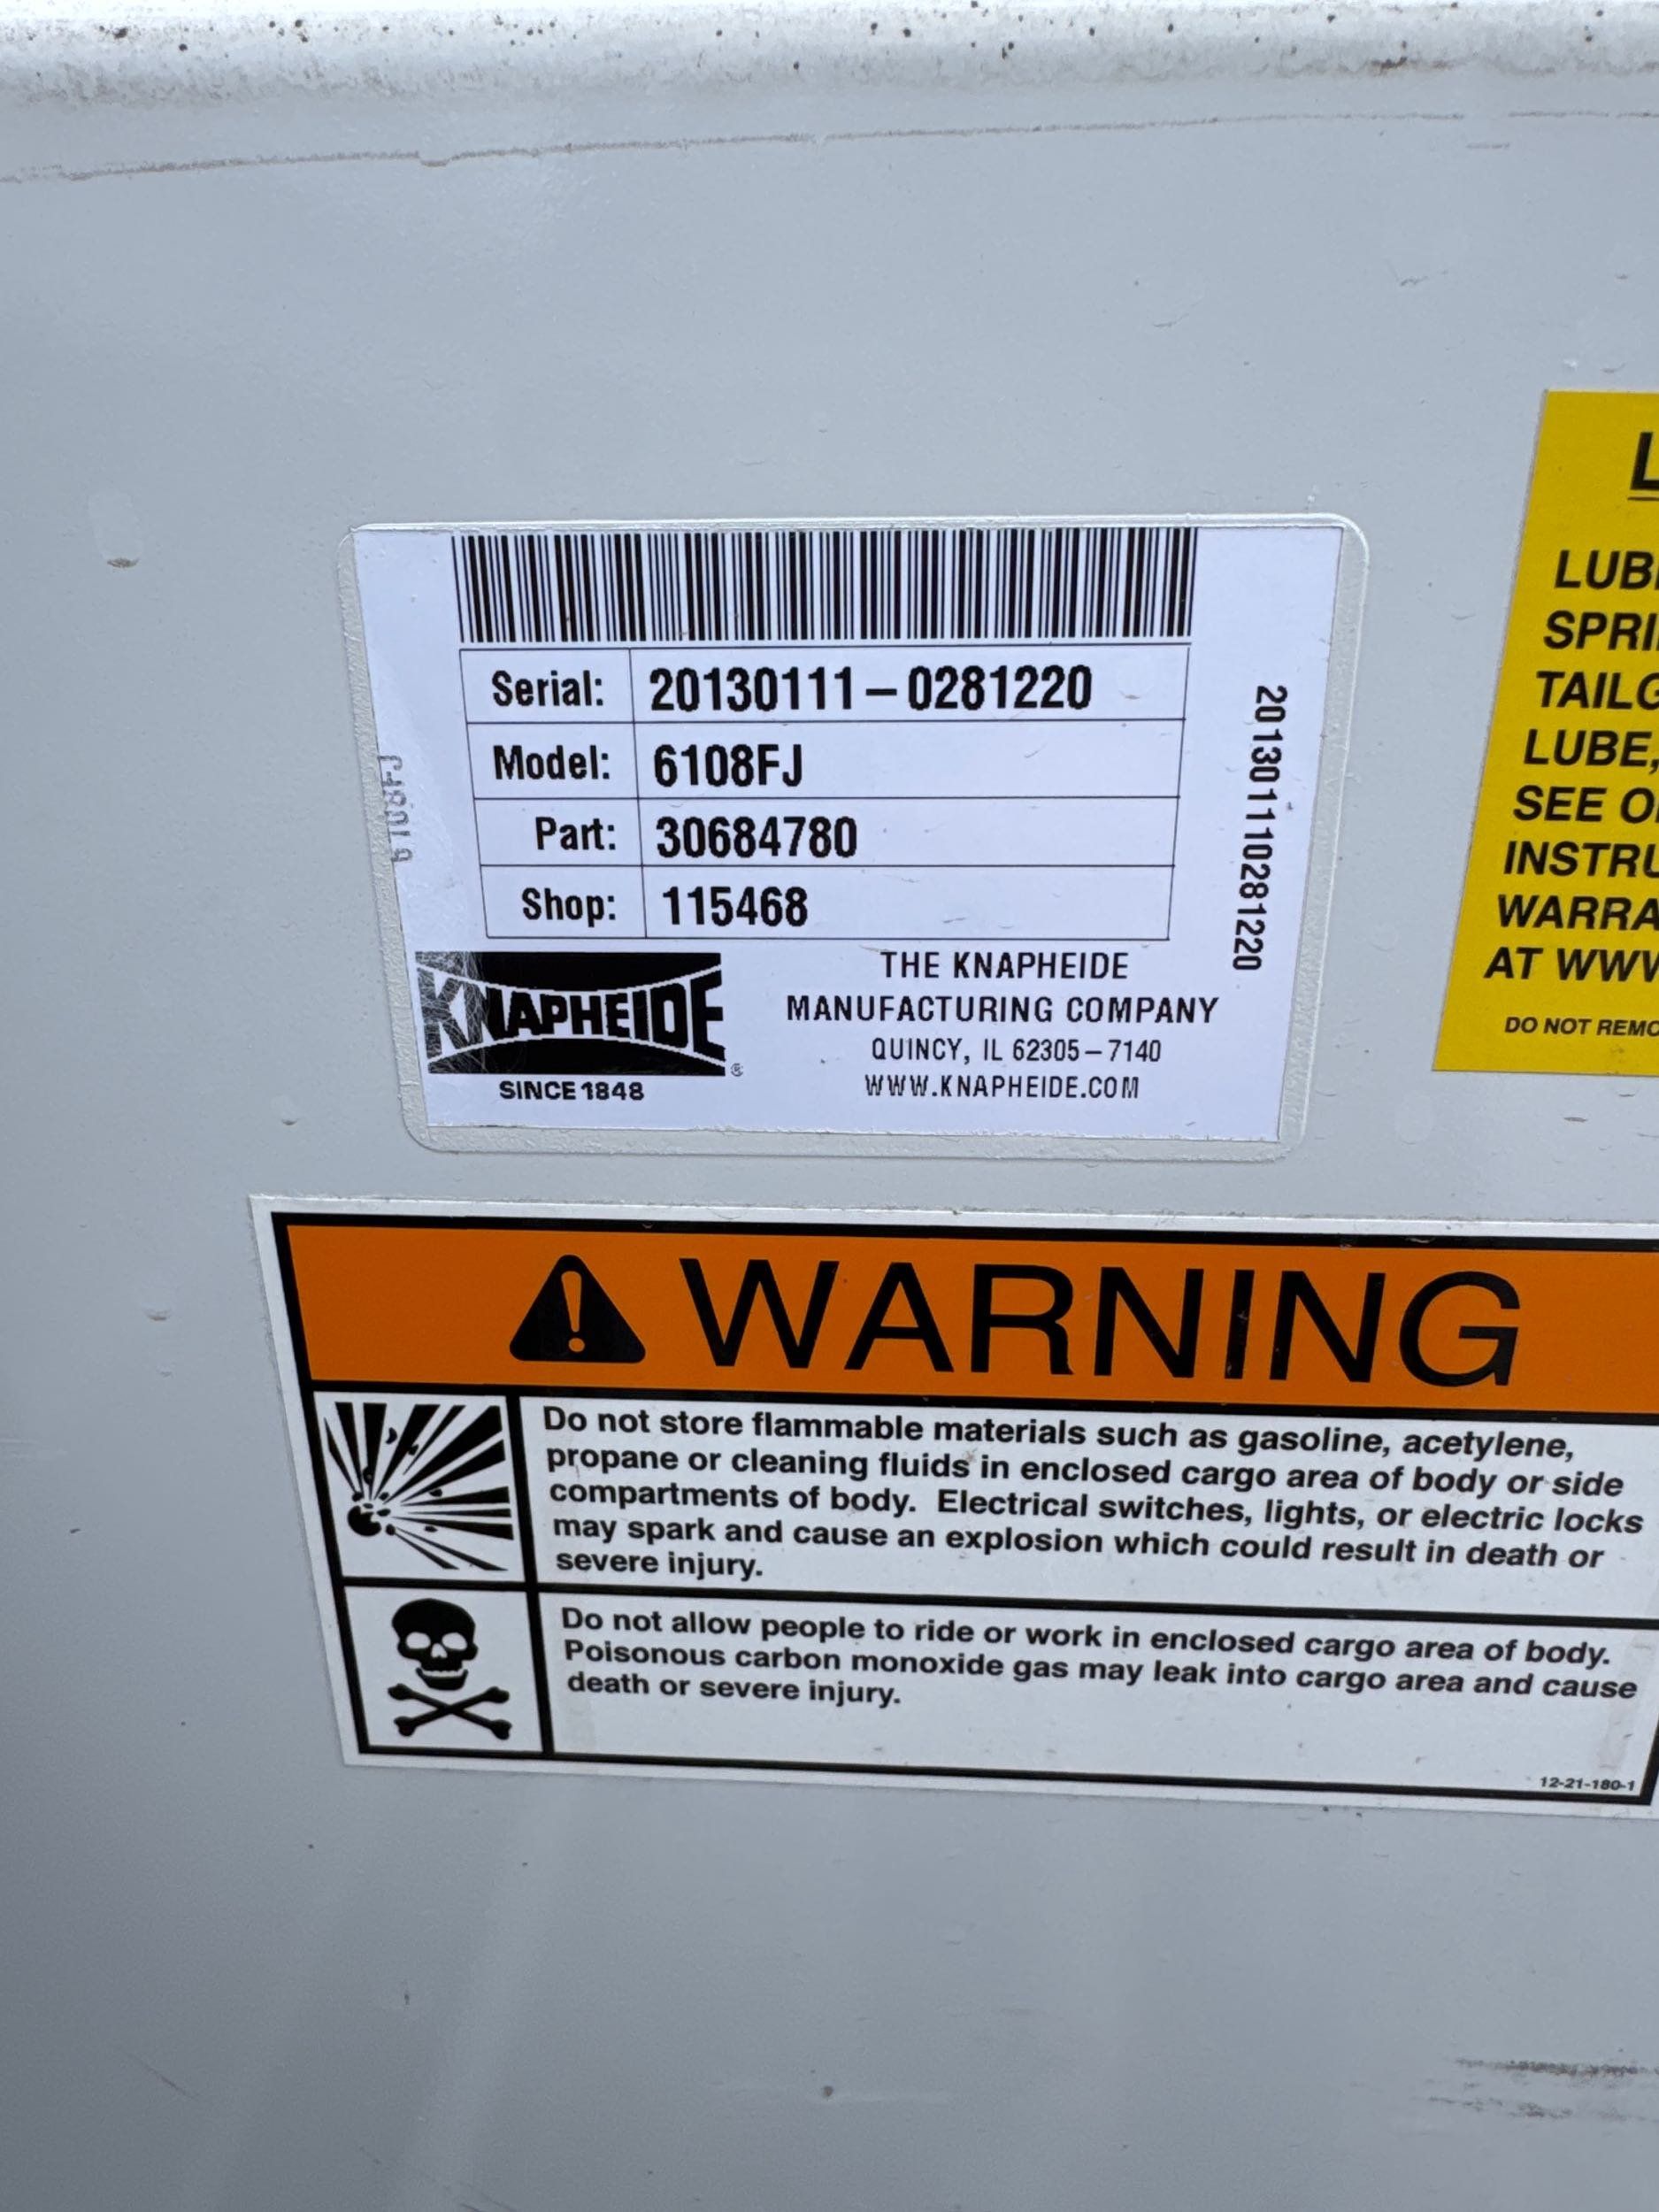 Serial: 20130111-0281220
Model: 6108FJ
Part: 30684780
Shop: 115468
201301110281220
6108FJ
KNAPHEIDE®
SINCE 1848
THE KNAPHEIDE
MANUFACTURING COMPANY
QUINCY, IL 62305-7140
WWW.KNAPHEIDE.COM
L
LUB
SPRI
TAILG
LUBE,
SEE O
INSTRU
WARRA
AT WWW
DO NOT REMO
WARNING
Do not store flammable materials such as gasoline, acetylene,
propane or cleaning fluids in enclosed cargo area of body or side
compartments of body. Electrical switches, lights, or electric locks
may spark and cause an explosion which could result in death or
severe injury.
Do not allow people to ride or work in enclosed cargo area of body.
Poisonous carbon monoxide gas may leak into cargo area and cause
death or severe injury.
12-21-180-1